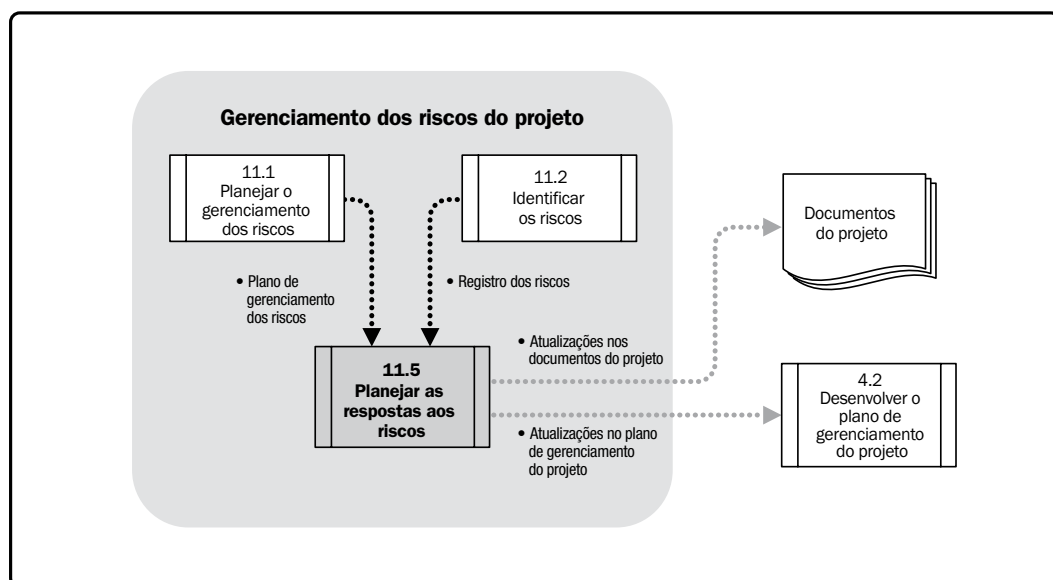 Gerenciamento dos riscos do projeto
11.1
Planejar o
gerenciamento
dos riscos
11.2
Identificar
os riscos
Documentos
do projeto
• Plano de
gerenciamento
dos riscos
• Registro dos riscos
• Atualizações nos
documentos do projeto
11.5
Planejar as
respostas aos
riscos
4.2
Desenvolver o
plano de
gerenciamento
do projeto
• Atualizações no plano
de gerenciamento
do projeto